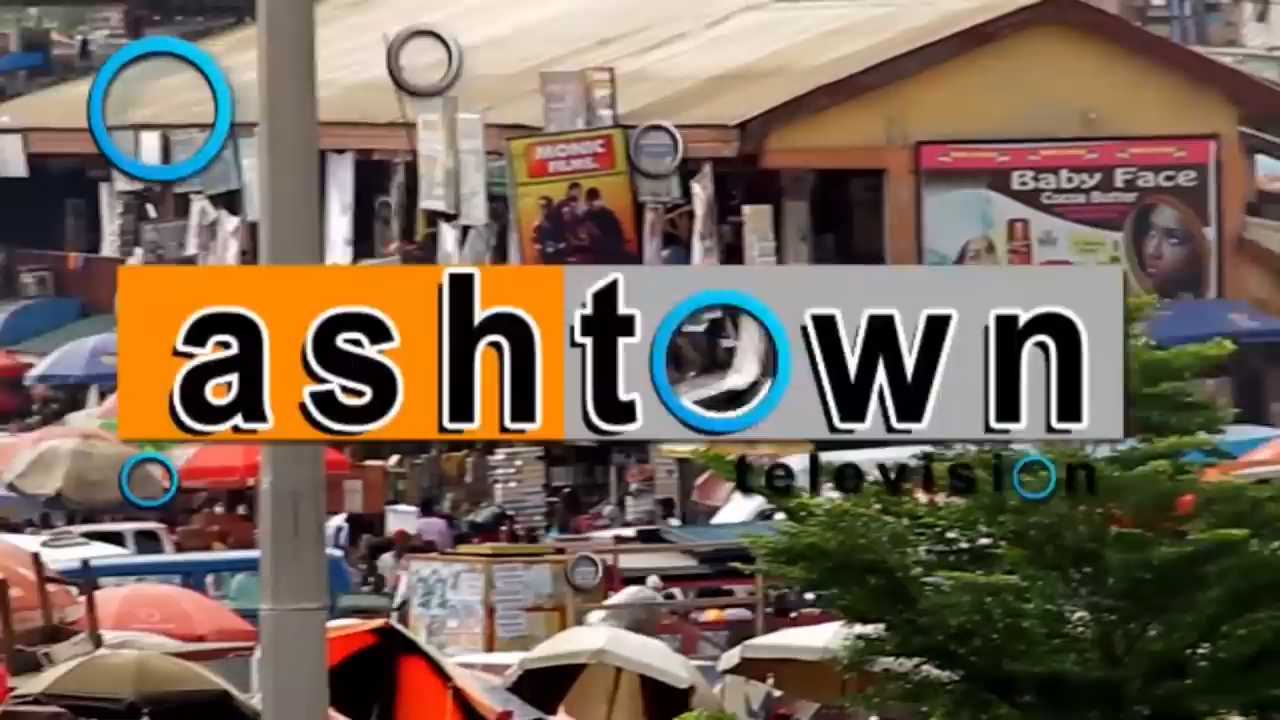 MONIC
FILMS.
Baby Face
Cocoa Butter
ashtown
television